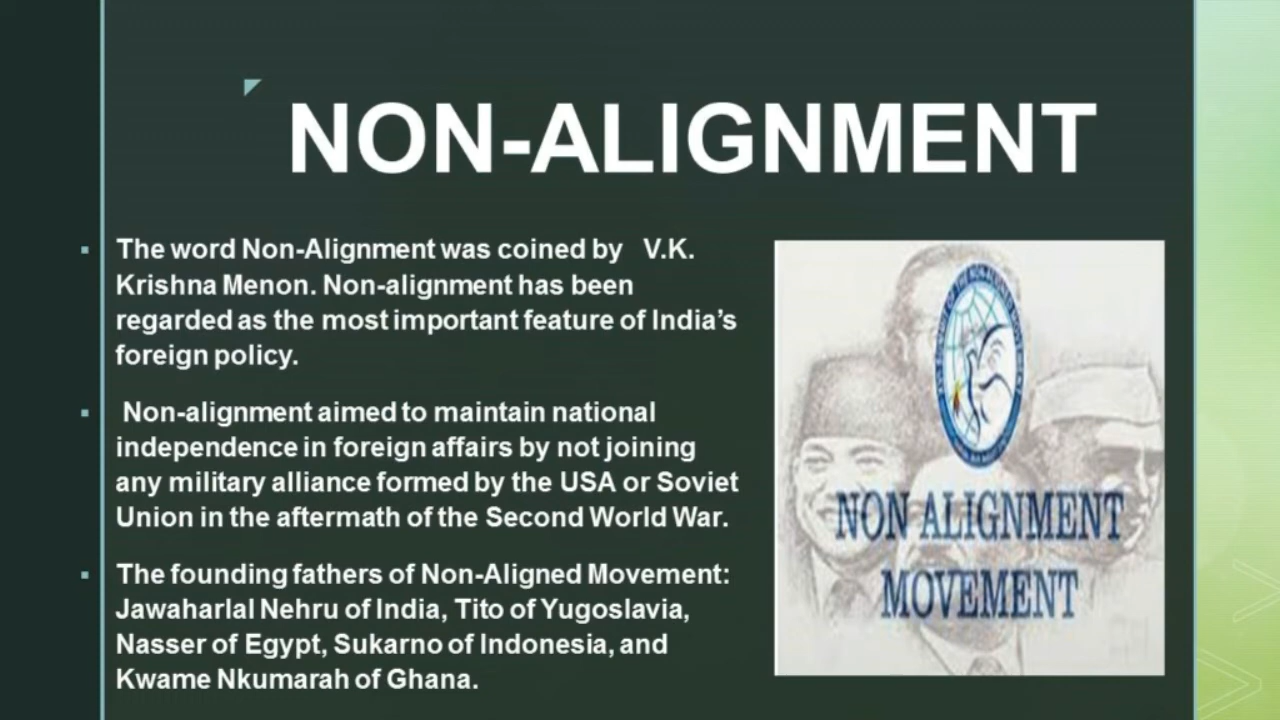 NON-ALIGNMENT
▪ The word Non-Alignment was coined by V.K.
Krishna Menon. Non-alignment has been
regarded as the most important feature of India’s
foreign policy.
▪ Non-alignment aimed to maintain national
independence in foreign affairs by not joining
any military alliance formed by the USA or Soviet
Union in the aftermath of the Second World War.
▪ The founding fathers of Non-Aligned Movement:
Jawaharlal Nehru of India, Tito of Yugoslavia,
Nasser of Egypt, Sukarno of Indonesia, and
Kwame Nkumarah of Ghana.
NON ALIGNMENT
MOVEMENT